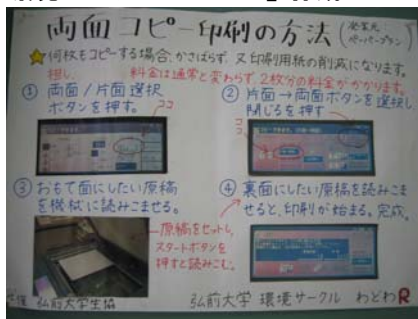 両面コピー印刷の方法 (発案元 ペーパープラン)
☆何枚もコピーする場合、かさばらず、又印刷用紙の削減になります。
但し、料金は通常と変わらず、2枚分の料金がかかります。
① 両面/片面選択
ボタンを押す。
ココ
② 片面→両面ボタンを選択し
閉じるを押す
ココ
③ おもて面にしたい原稿
を機械に読みこませる。
原稿をセットし、
スタートボタンを
押すと読みこむ。
④ 裏面にしたい原稿を読みこま
せると、印刷が始まる。完成。
弘前大学生協
弘前大学 環境サークル わどわR